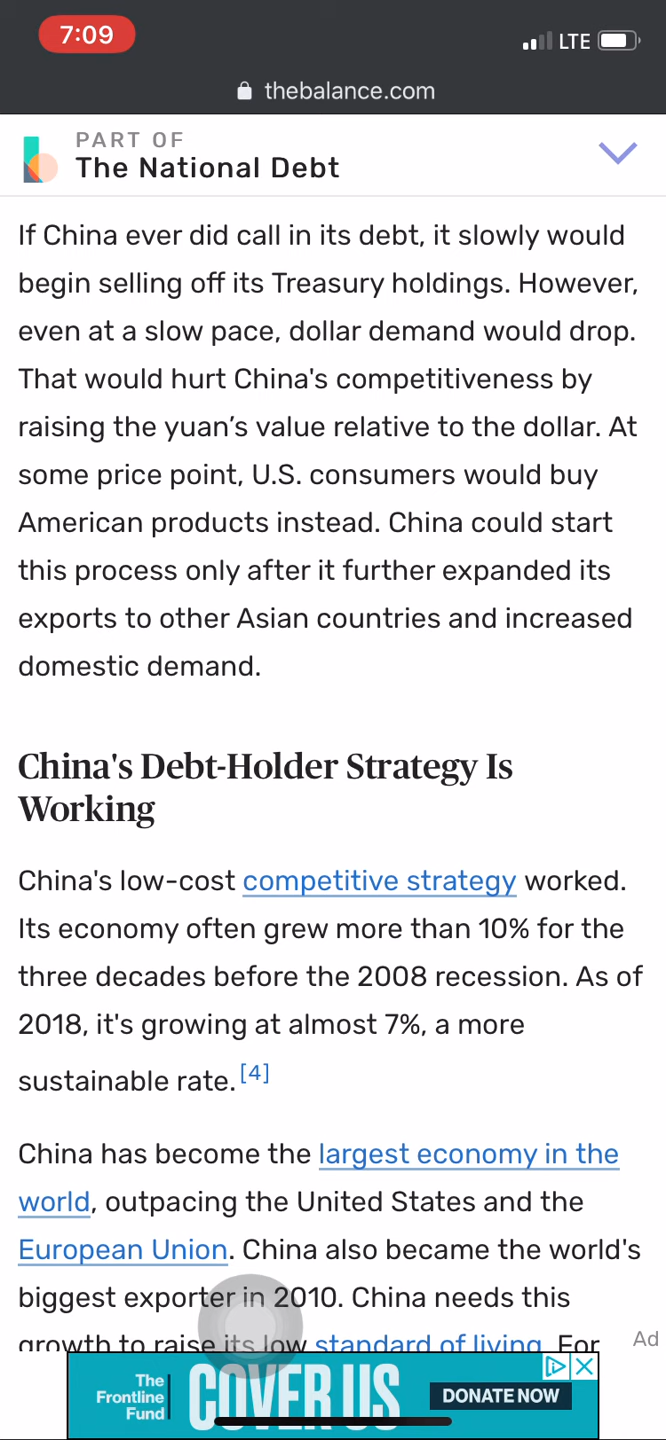 7:09
LTE
thebalance.com
PART OF
The National Debt
If China ever did call in its debt, it slowly would
begin selling off its Treasury holdings. However,
even at a slow pace, dollar demand would drop.
That would hurt China's competitiveness by
raising the yuan’s value relative to the dollar. At
some price point, U.S. consumers would buy
American products instead. China could start
this process only after it further expanded its
exports to other Asian countries and increased
domestic demand.
China's Debt-Holder Strategy Is
Working
China's low-cost competitive strategy worked.
Its economy often grew more than 10% for the
three decades before the 2008 recession. As of
2018, it's growing at almost 7%, a more
sustainable rate. [4]
China has become the largest economy in the
world, outpacing the United States and the
European Union. China also became the world's
biggest exporter in 2010. China needs this
growth to raise its low standard of living. For
Ad
The
Frontline
Fund
COVER US
DONATE NOW